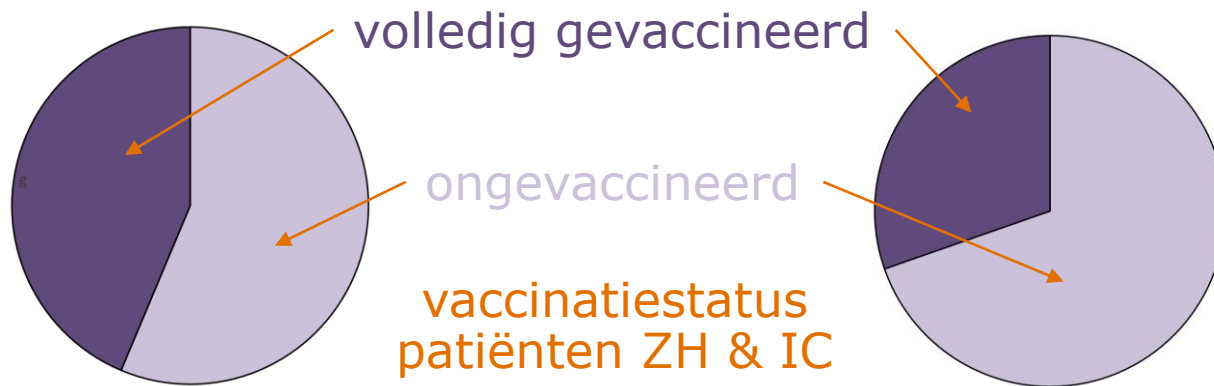 volledig gevaccineerd
g
ongevaccineerd
vaccinatiestatus
patiënten ZH & IC